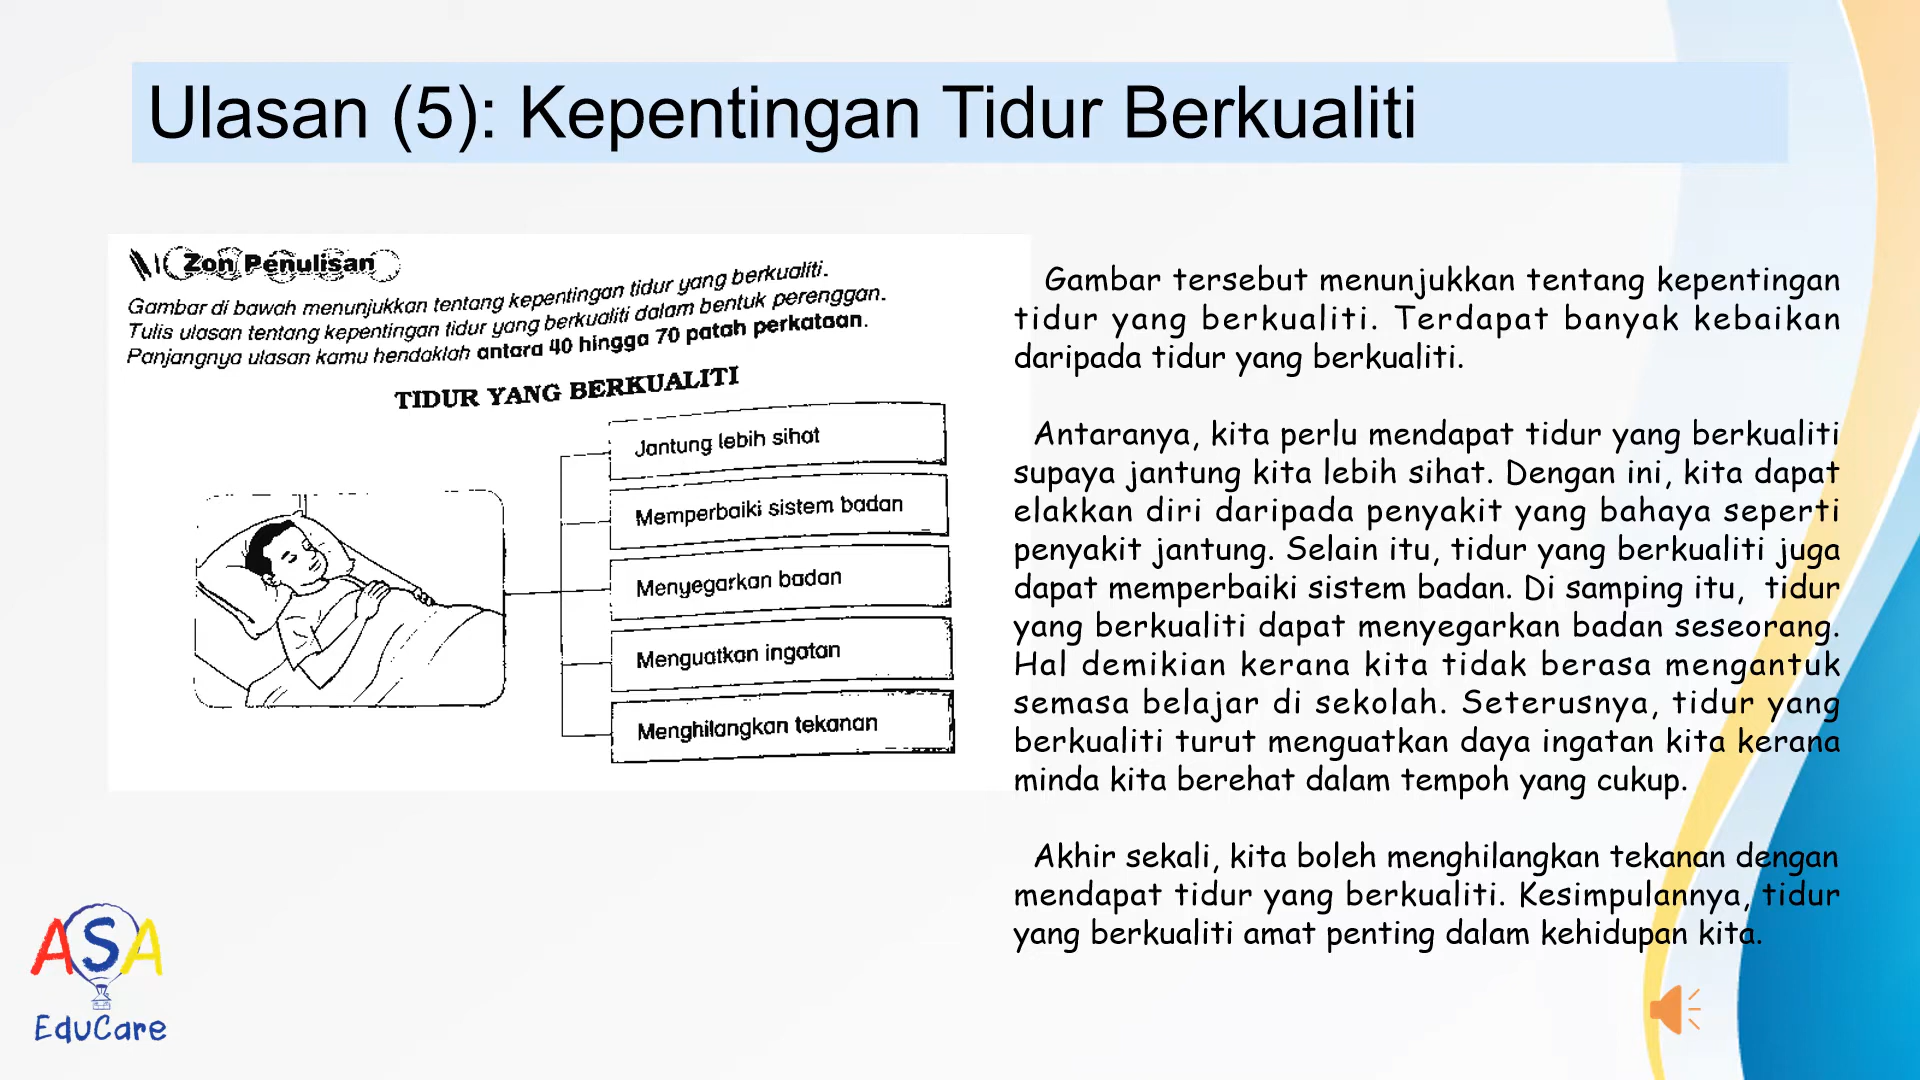 Ulasan (5): Kepentingan Tidur Berkualiti
Zon Penulisan
Gambar di bawah menunjukkan tentang kepentingan tidur yang berkualiti.
Tulis ulasan tentang kepentingan tidur yang berkualiti dalam bentuk perenggan.
Panjangnya ulasan kamu hendaklah antara 40 hingga 70 patah perkataan.
TIDUR YANG BERKUALITI
Jantung lebih sihat
Memperbaiki sistem badan
Menyegarkan badan
Menguatkan ingatan
Menghilangkan tekanan
Gambar tersebut menunjukkan tentang kepentingan
tidur yang berkualiti. Terdapat banyak kebaikan
daripada tidur yang berkualiti.
Antaranya, kita perlu mendapat tidur yang berkualiti
supaya jantung kita lebih sihat. Dengan ini, kita dapat
elakkan diri daripada penyakit yang bahaya seperti
penyakit jantung. Selain itu, tidur yang berkualiti juga
dapat memperbaiki sistem badan. Di samping itu, tidur
yang berkualiti dapat menyegarkan badan seseorang.
Hal demikian kerana kita tidak berasa mengantuk
semasa belajar di sekolah. Seterusnya, tidur yang
berkualiti turut menguatkan daya ingatan kita kerana
minda kita berehat dalam tempoh yang cukup.
Akhir sekali, kita boleh menghilangkan tekanan dengan
mendapat tidur yang berkualiti. Kesimpulannya, tidur
yang berkualiti amat penting dalam kehidupan kita.
ASA
EduCare